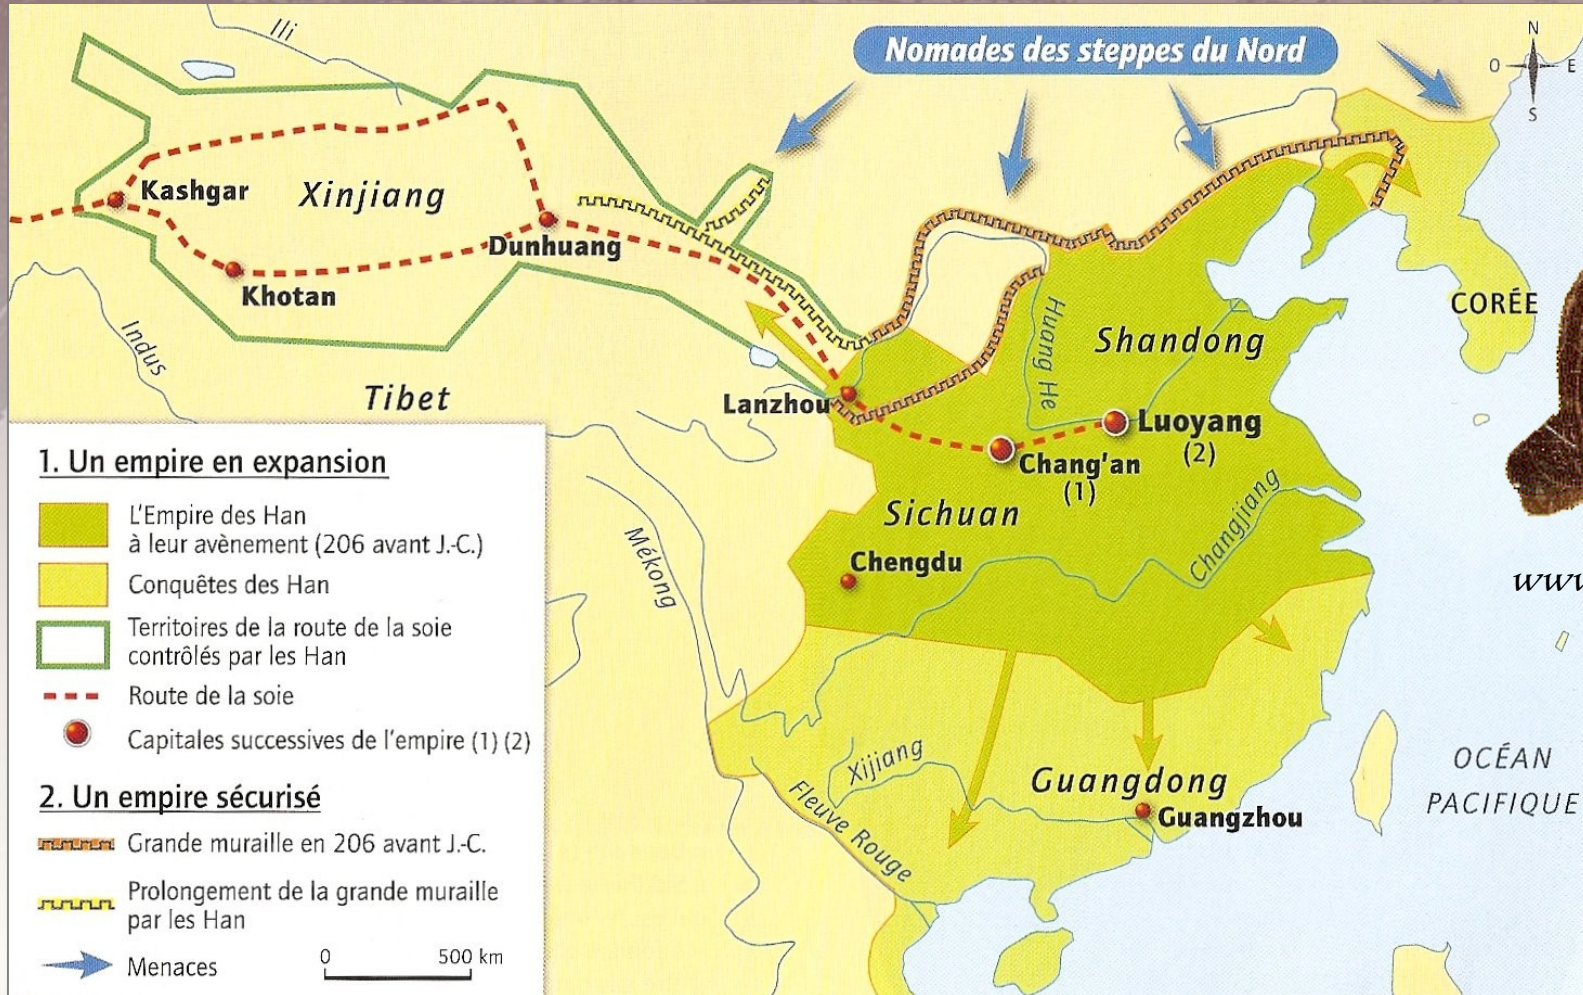 Ili
Nomades des steppes du Nord
N
O
E
S
Kashgar
Xinjiang
Dunhuang
Khotan
Indus
Tibet
Huang He
Shandong
CORÉE
Lanzhou
Luoyang
(2)
Chang'an
(1)
Sichuan
Changjiang
Chengdu
Mékong
www
Xijiang
Guangdong
Guangzhou
Fleuve Rouge
OCÉAN
PACIFIQUE
1. Un empire en expansion
L'Empire des Han
à leur avènement (206 avant J.-C.)
Conquêtes des Han
Territoires de la route de la soie
contrôlés par les Han
Route de la soie
Capitales successives de l'empire (1) (2)
2. Un empire sécurisé
Grande muraille en 206 avant J.-C.
Prolongement de la grande muraille
par les Han
Menaces
0 500 km